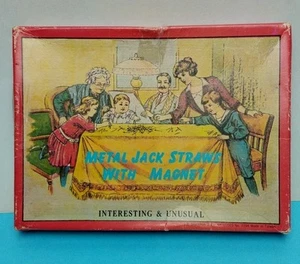 METAL JACK STRAWS
WITH MAGNET
INTERESTING & UNUSUAL